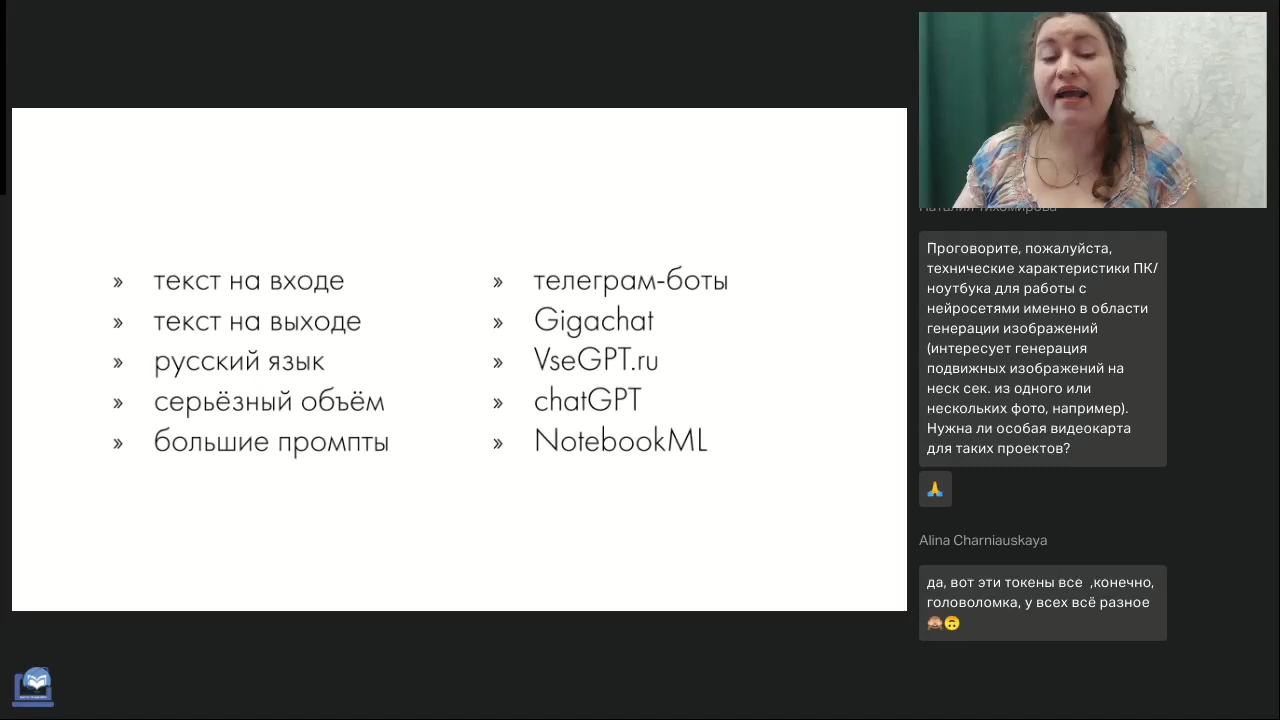 » текст на входе
» текст на выходе
» русский язык
» серьёзный объём
» большие промпты
» телеграм-боты
» Gigachat
» VseGPT.ru
» chatGPT
» NotebookML
Наталия Тихомирова
Проговорите, пожалуйста,
технические характеристики ПК/
ноутбука для работы с
нейросетями именно в области
генерации изображений
(интересует генерация
подвижных изображений на
неск сек. из одного или
нескольких фото, например).
Нужна ли особая видеокарта
для таких проектов?
🙏
Alina Charniauskaya
да, вот эти токены все ,конечно,
головоломка, у всех всё разное
🙈🙃